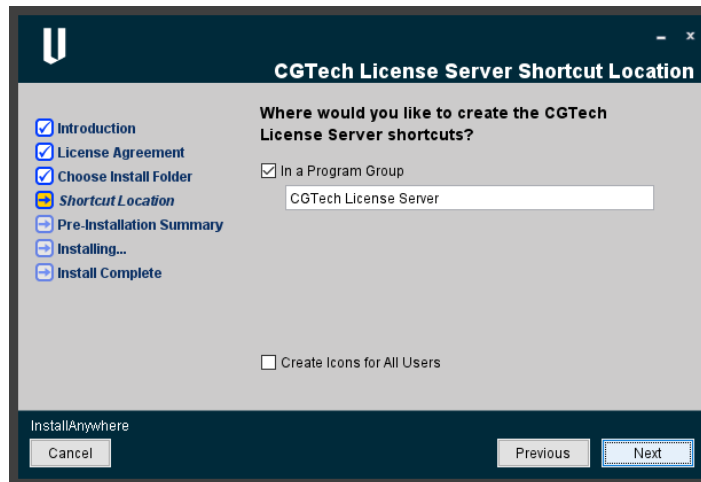 CGTech License Server Shortcut Location
Introduction
License Agreement
Choose Install Folder
Shortcut Location
Pre-Installation Summary
Installing...
Install Complete
Where would you like to create the CGTech
License Server shortcuts?
In a Program Group
CGTech License Server
Create Icons for All Users
InstallAnywhere
Cancel
Previous
Next